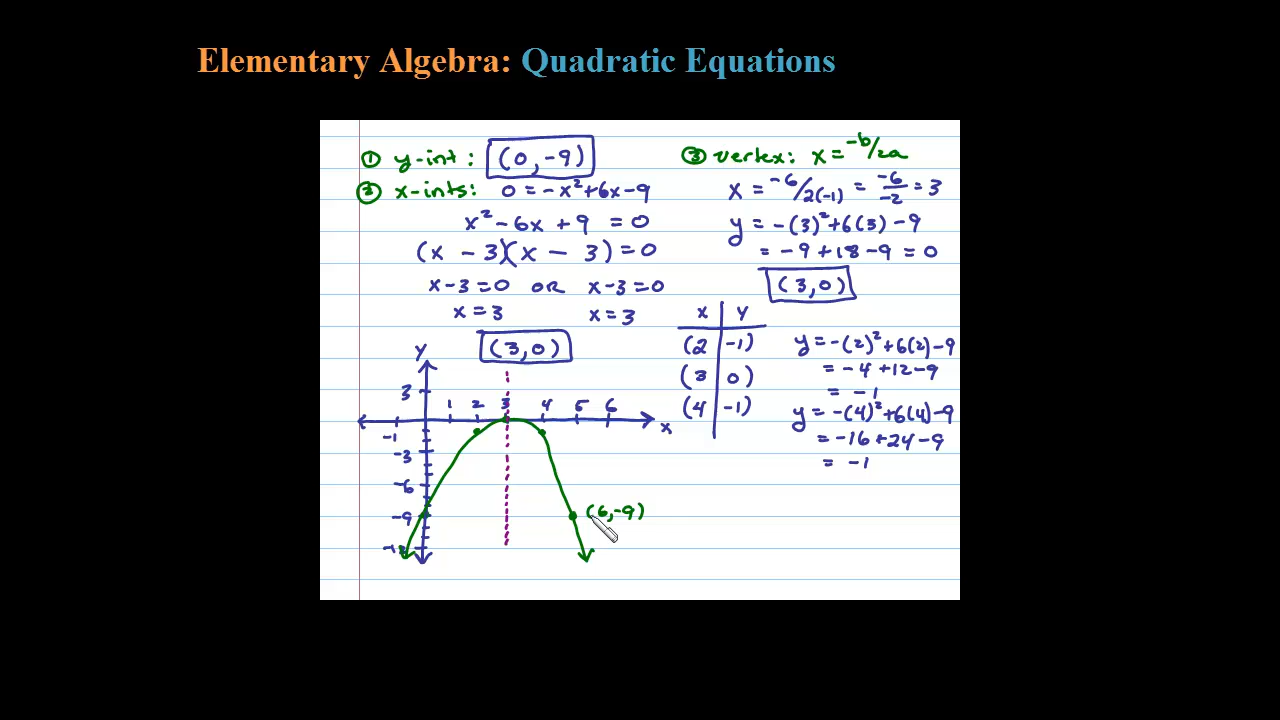 Elementary Algebra: Quadratic Equations
① y-int: (0,-9)
② x-ints: 0 = -x²+6x-9
x² - 6x + 9 = 0
(x - 3)(x - 3) = 0
x-3=0 OR x-3=0
x=3 x=3
(3,0)
③ vertex: x = -b/2a
x = -6/2(-1) = -6/-2 = 3
y = -(3)²+6(3)-9
= -9+18-9 = 0
(3,0)
x y
(2 -1)
(3 0)
(4 -1)
y = -(2)²+6(2)-9
= -4+12-9
= -1
y = -(4)²+6(4)-9
= -16+24-9
= -1
y
3
1 2 3 4 5 6
-1 x
-3
-6
-9 (6,-9)
-12